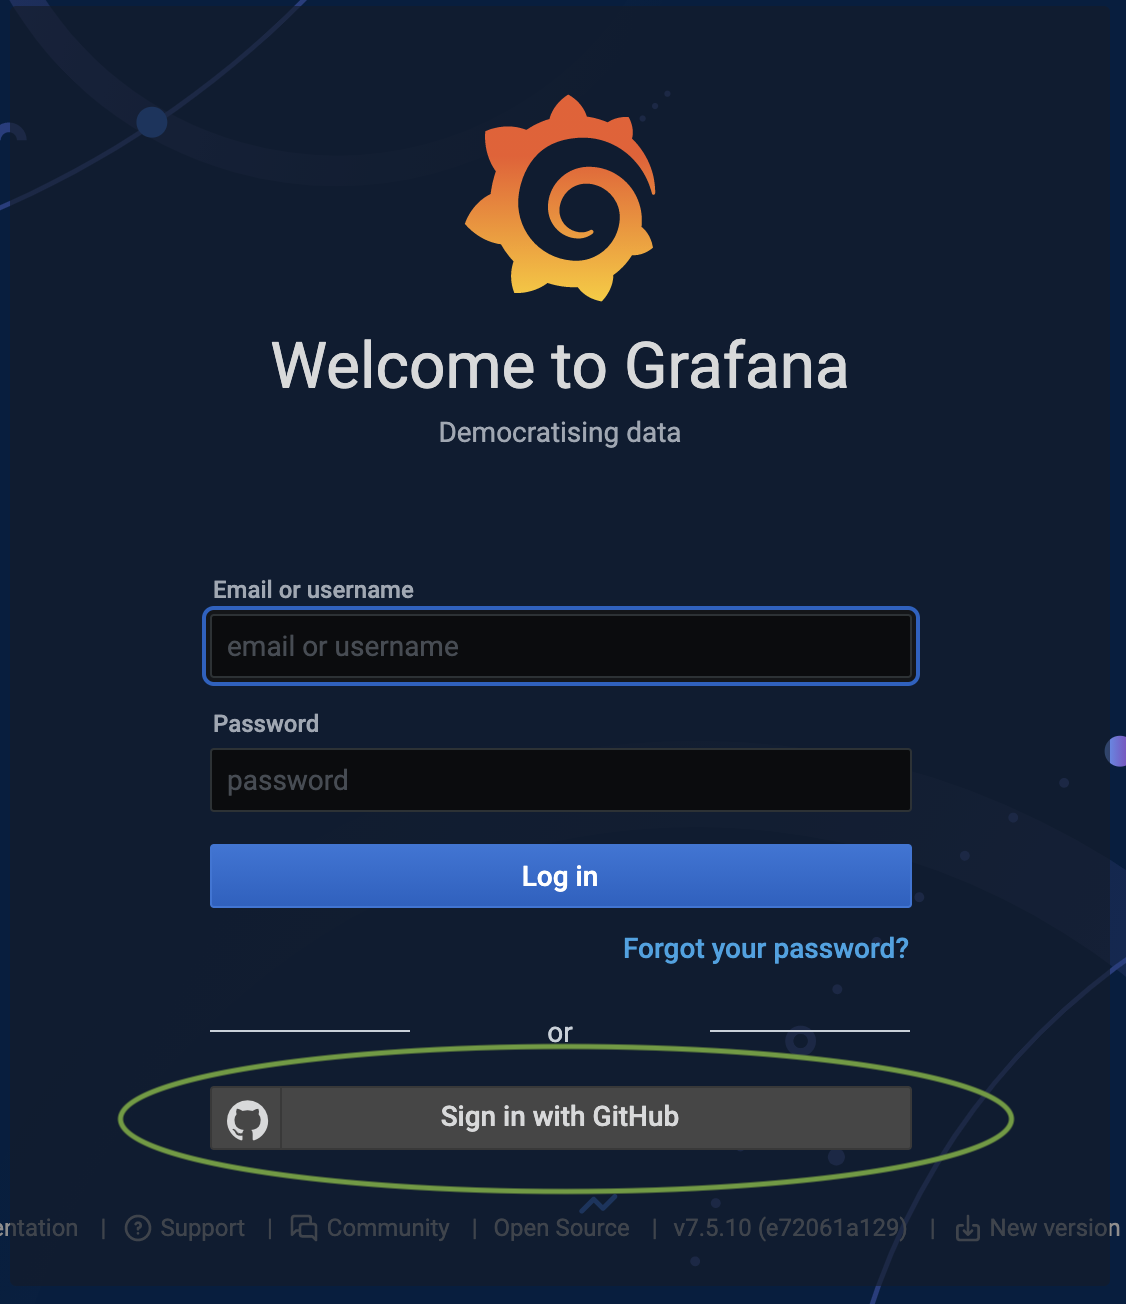 Welcome to Grafana
Democratising data
Email or username
email or username
Password
password
Log in
Forgot your password?
or
Sign in with GitHub
entation | Support | Community | Open Source | v7.5.10 (e72061a129) | New version